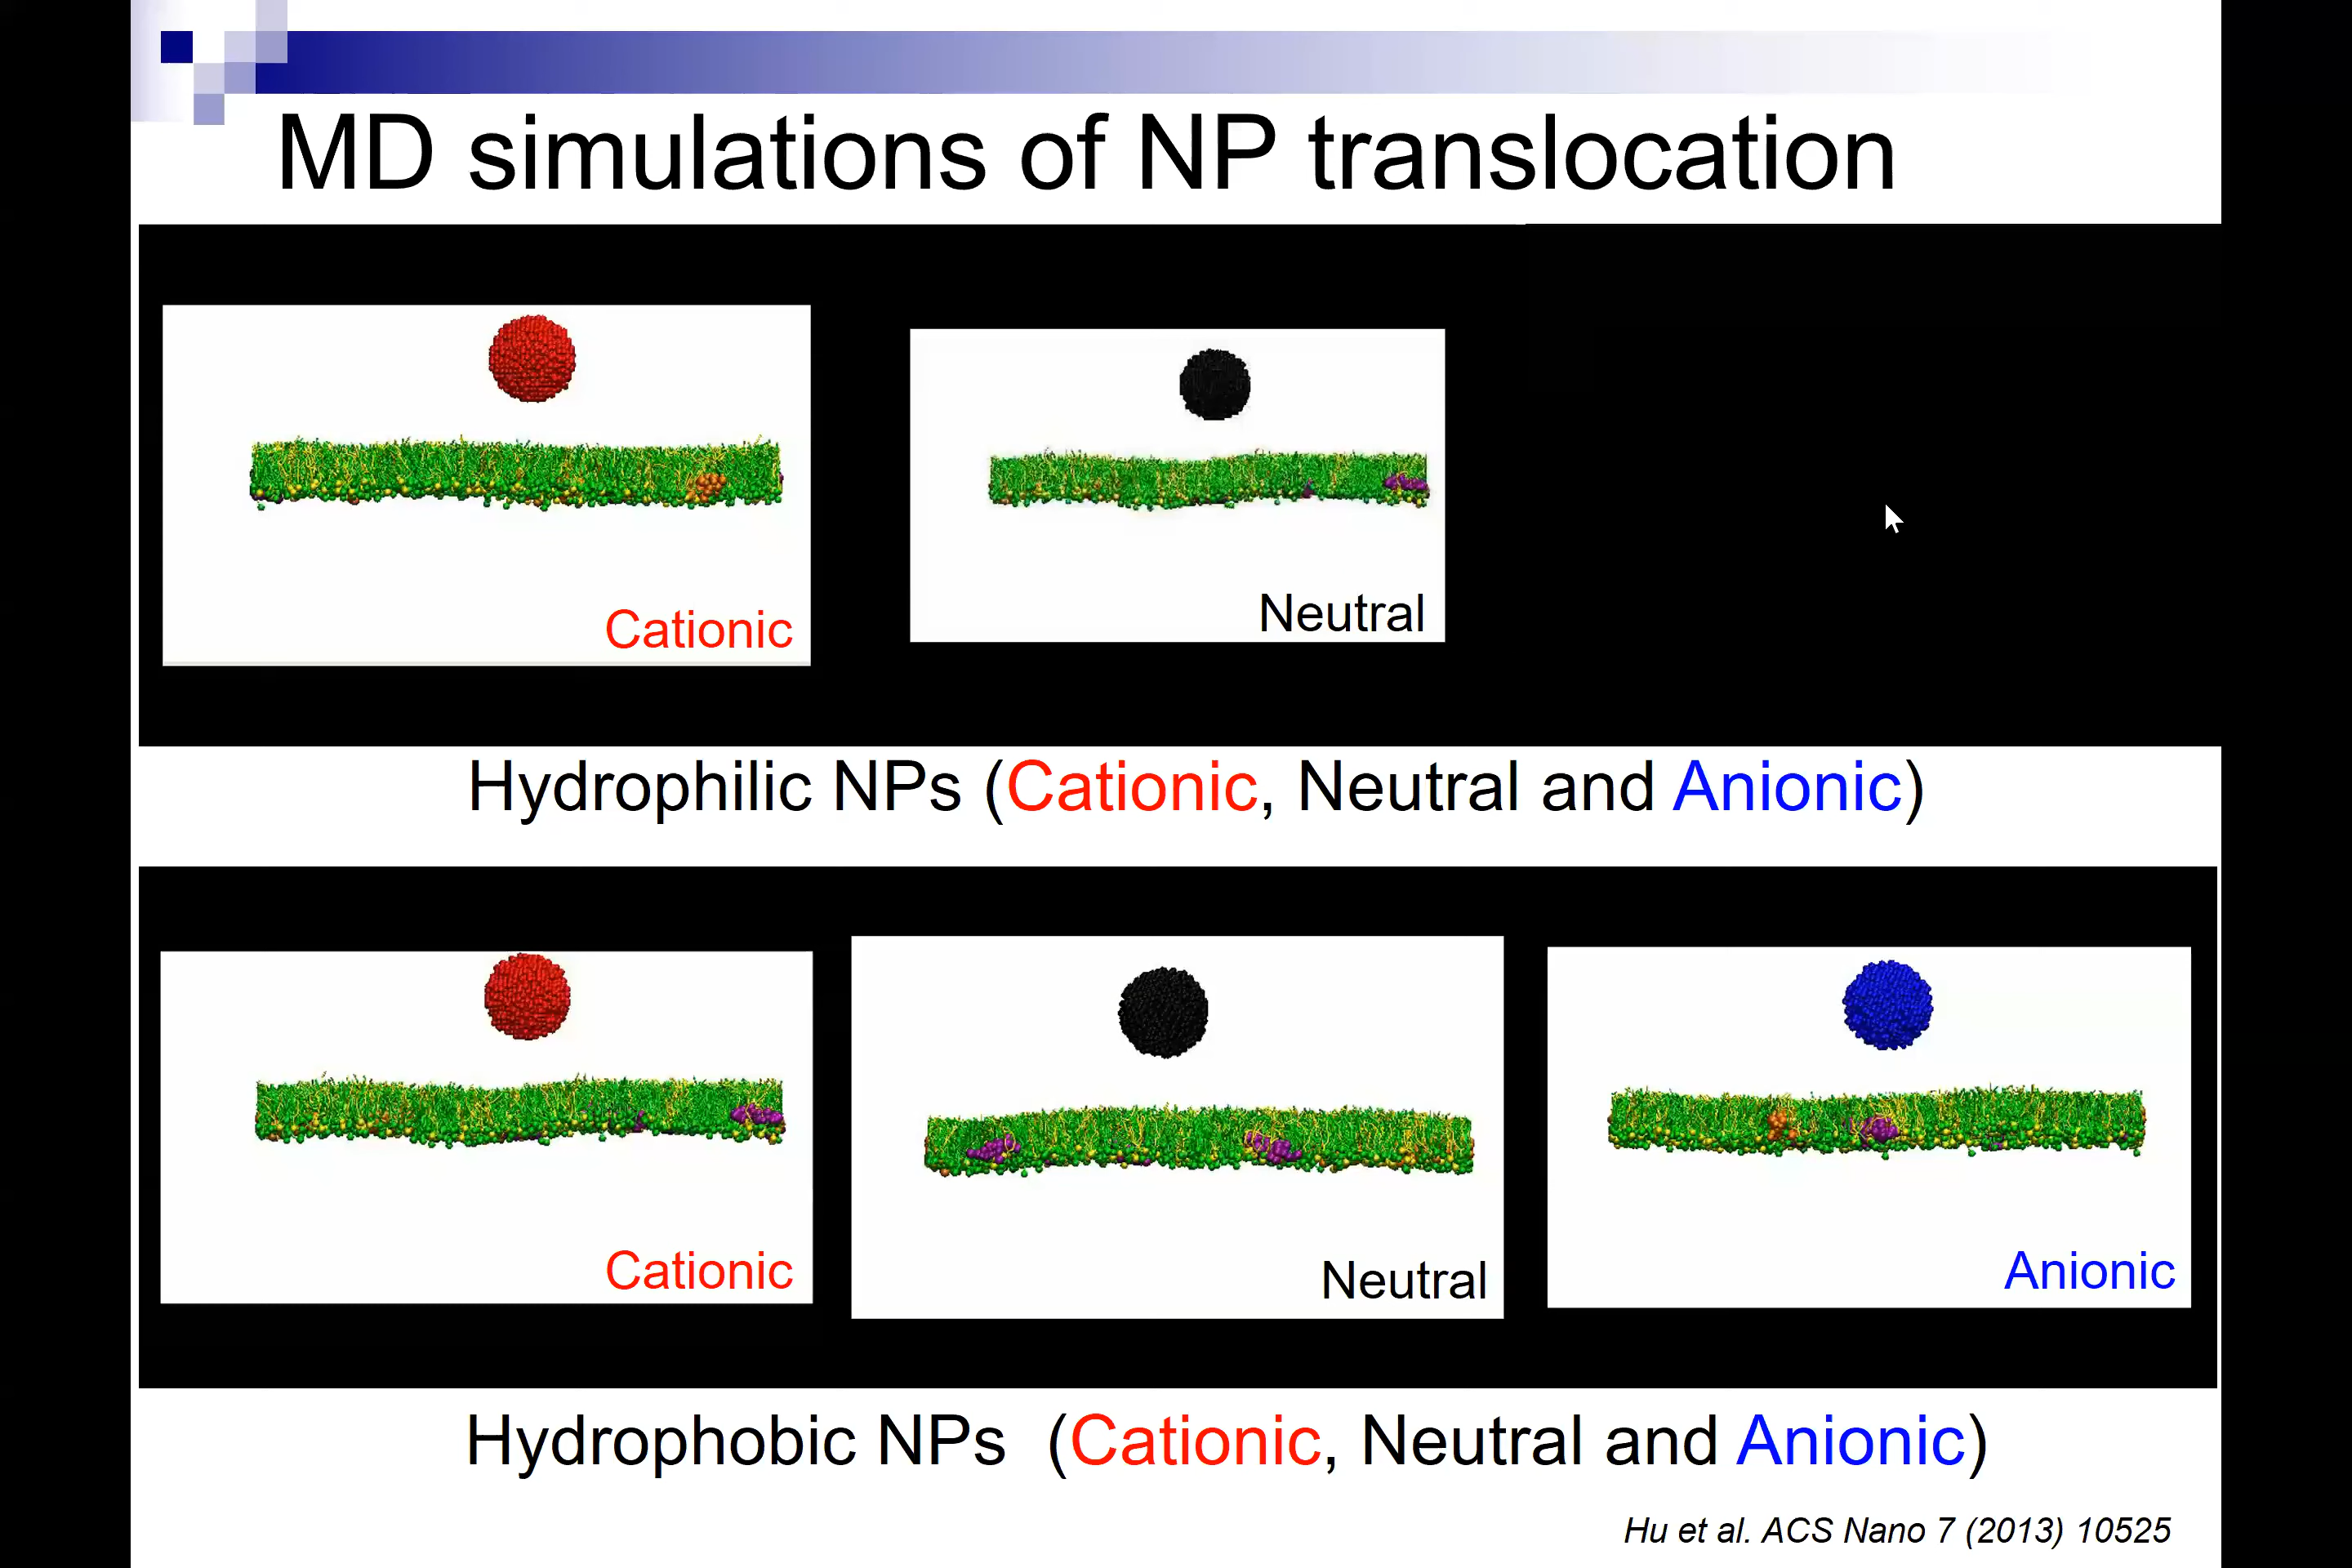 MD simulations of NP translocation
Cationic
Neutral
Hydrophilic NPs (Cationic, Neutral and Anionic)
Cationic
Neutral
Anionic
Hydrophobic NPs (Cationic, Neutral and Anionic)
Hu et al. ACS Nano 7 (2013) 10525